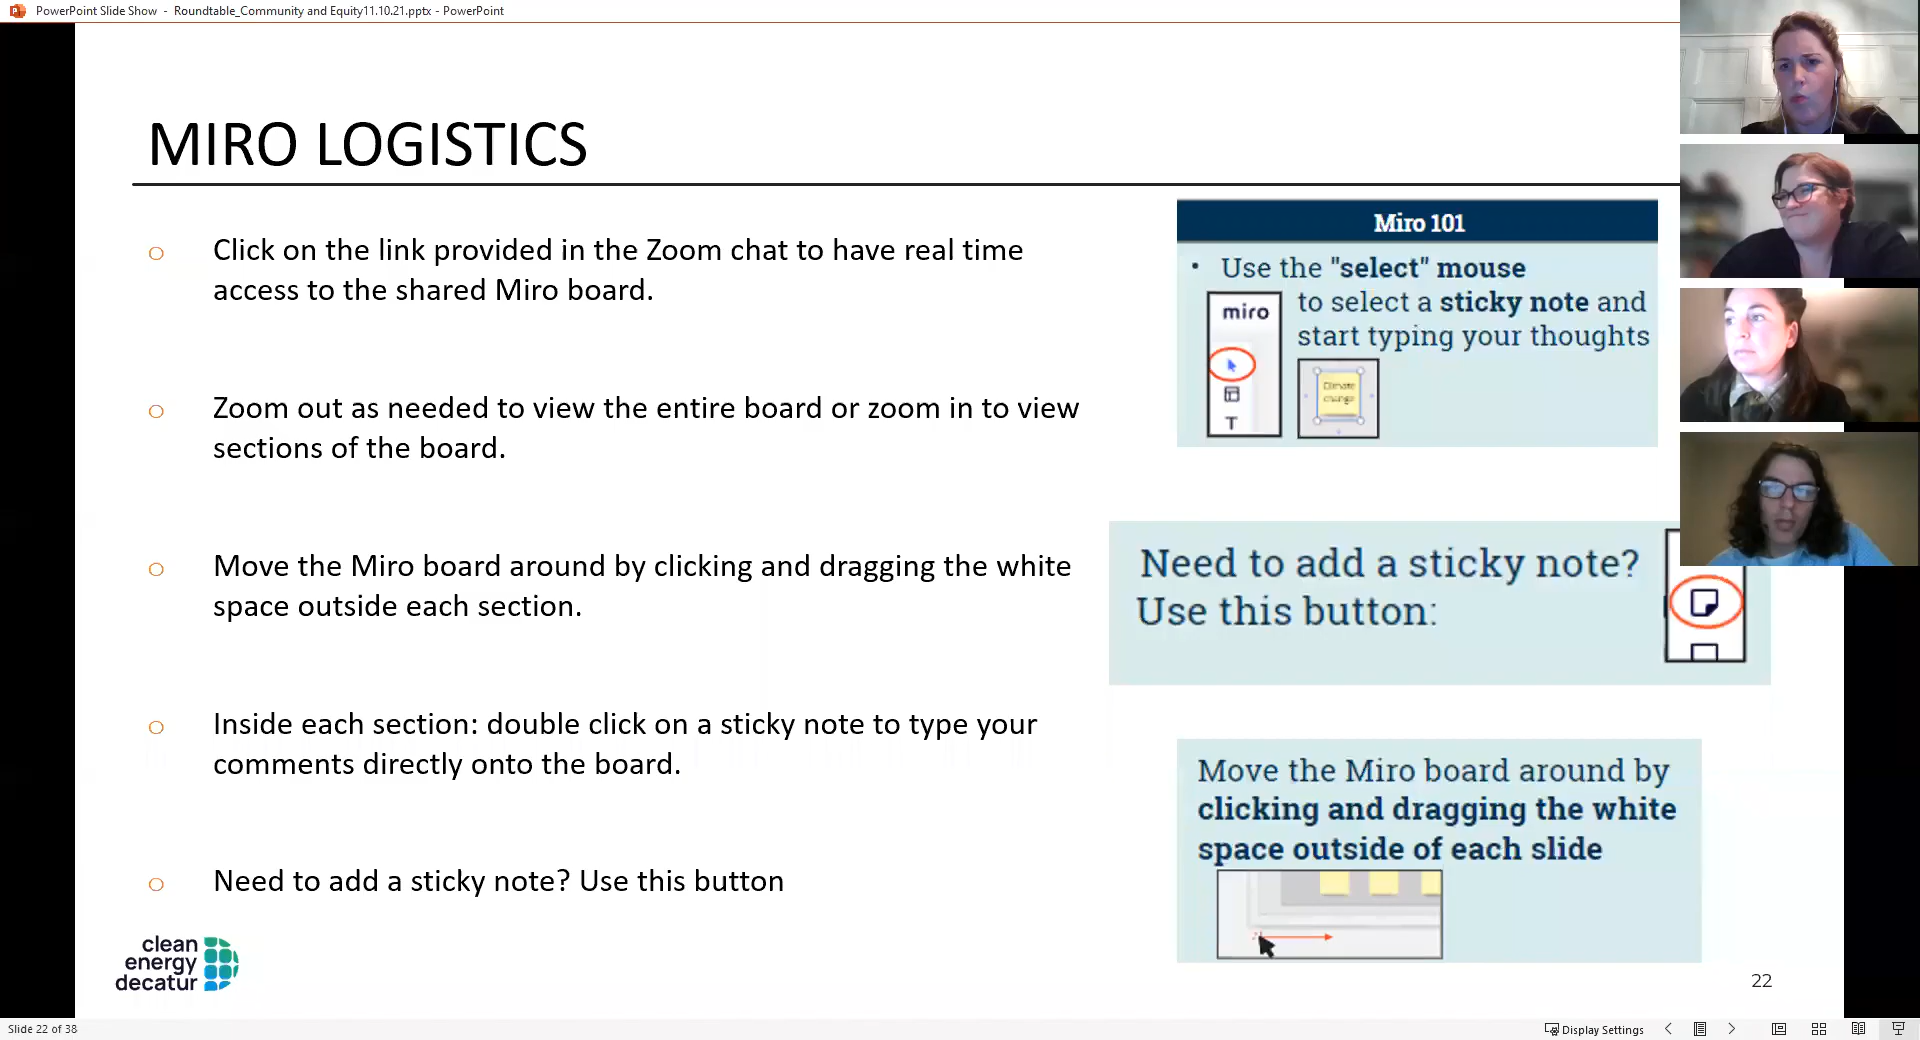 PowerPoint Slide Show - Roundtable_Community and Equity11.10.21.pptx - PowerPoint
MIRO LOGISTICS
o Click on the link provided in the Zoom chat to have real time
access to the shared Miro board.
o Zoom out as needed to view the entire board or zoom in to view
sections of the board.
o Move the Miro board around by clicking and dragging the white
space outside each section.
o Inside each section: double click on a sticky note to type your
comments directly onto the board.
o Need to add a sticky note? Use this button
Miro 101
• Use the "select" mouse
to select a sticky note and
start typing your thoughts
miro
T
Climate
change
Need to add a sticky note?
Use this button:
Move the Miro board around by
clicking and dragging the white
space outside of each slide
clean
energy
decatur
22
Slide 22 of 38
Display Settings